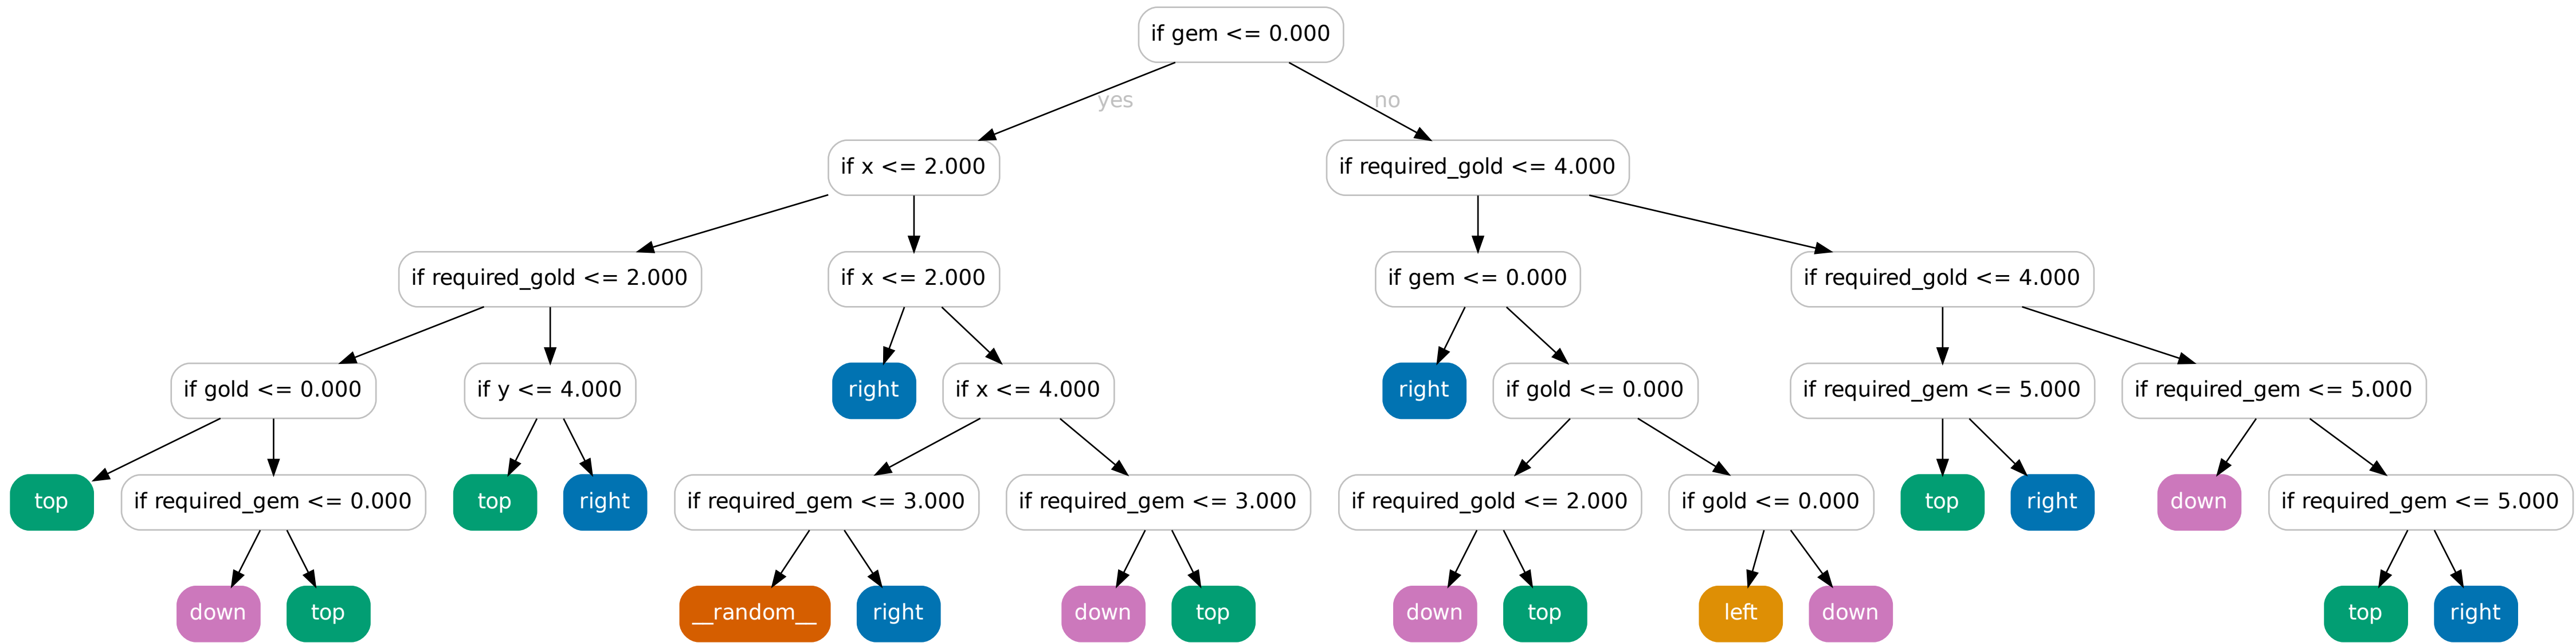 if gem <= 0.000
yes
no
if x <= 2.000
if required_gold <= 4.000
if required_gold <= 2.000
if x <= 2.000
if gem <= 0.000
if required_gold <= 4.000
if gold <= 0.000
if y <= 4.000
right
if x <= 4.000
right
if gold <= 0.000
if required_gem <= 5.000
if required_gem <= 5.000
top
if required_gem <= 0.000
top
right
if required_gem <= 3.000
if required_gem <= 3.000
if required_gold <= 2.000
if gold <= 0.000
top
right
down
if required_gem <= 5.000
down
top
__random__
right
down
top
down
top
left
down
top
right